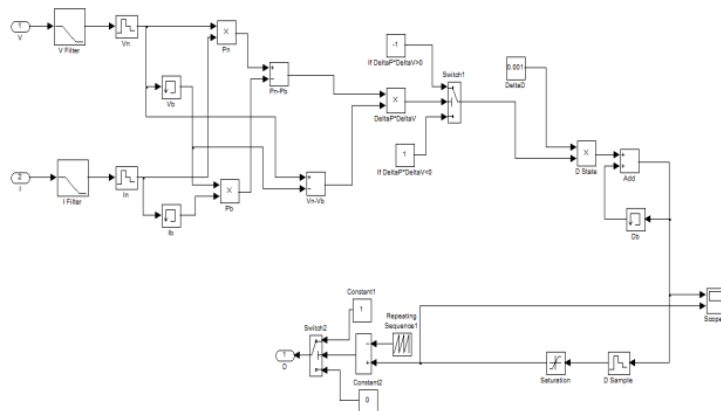 1
V
V Filter
Vn
x
Pn
+
−
Pn-Pb
-1
If DeltaP*DeltaV>0
Switch1
0.001
DeltaD
Vb
x
DeltaP*DeltaV
1
If DeltaP*DeltaV<0
x
D State
+
+
Add
2
I
I Filter
In
Ib
x
Pb
+
−
Vn-Vb
Db
Scope
Constant1
1
Switch2
Repeating
Sequence1
−
+
1
D
Constant2
0
Saturation
D Sample